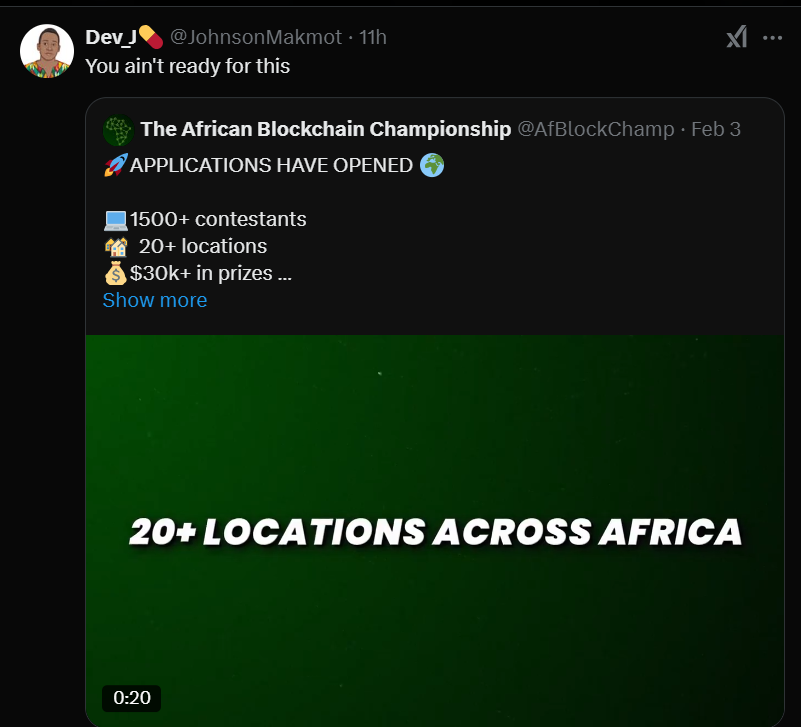 Dev_J💊 @JohnsonMakmot · 11h
You ain't ready for this
The African Blockchain Championship @AfBlockChamp · Feb 3
🚀APPLICATIONS HAVE OPENED 🌍
💻1500+ contestants
🏘️ 20+ locations
💰$30k+ in prizes ...
Show more
20+ LOCATIONS ACROSS AFRICA
0:20